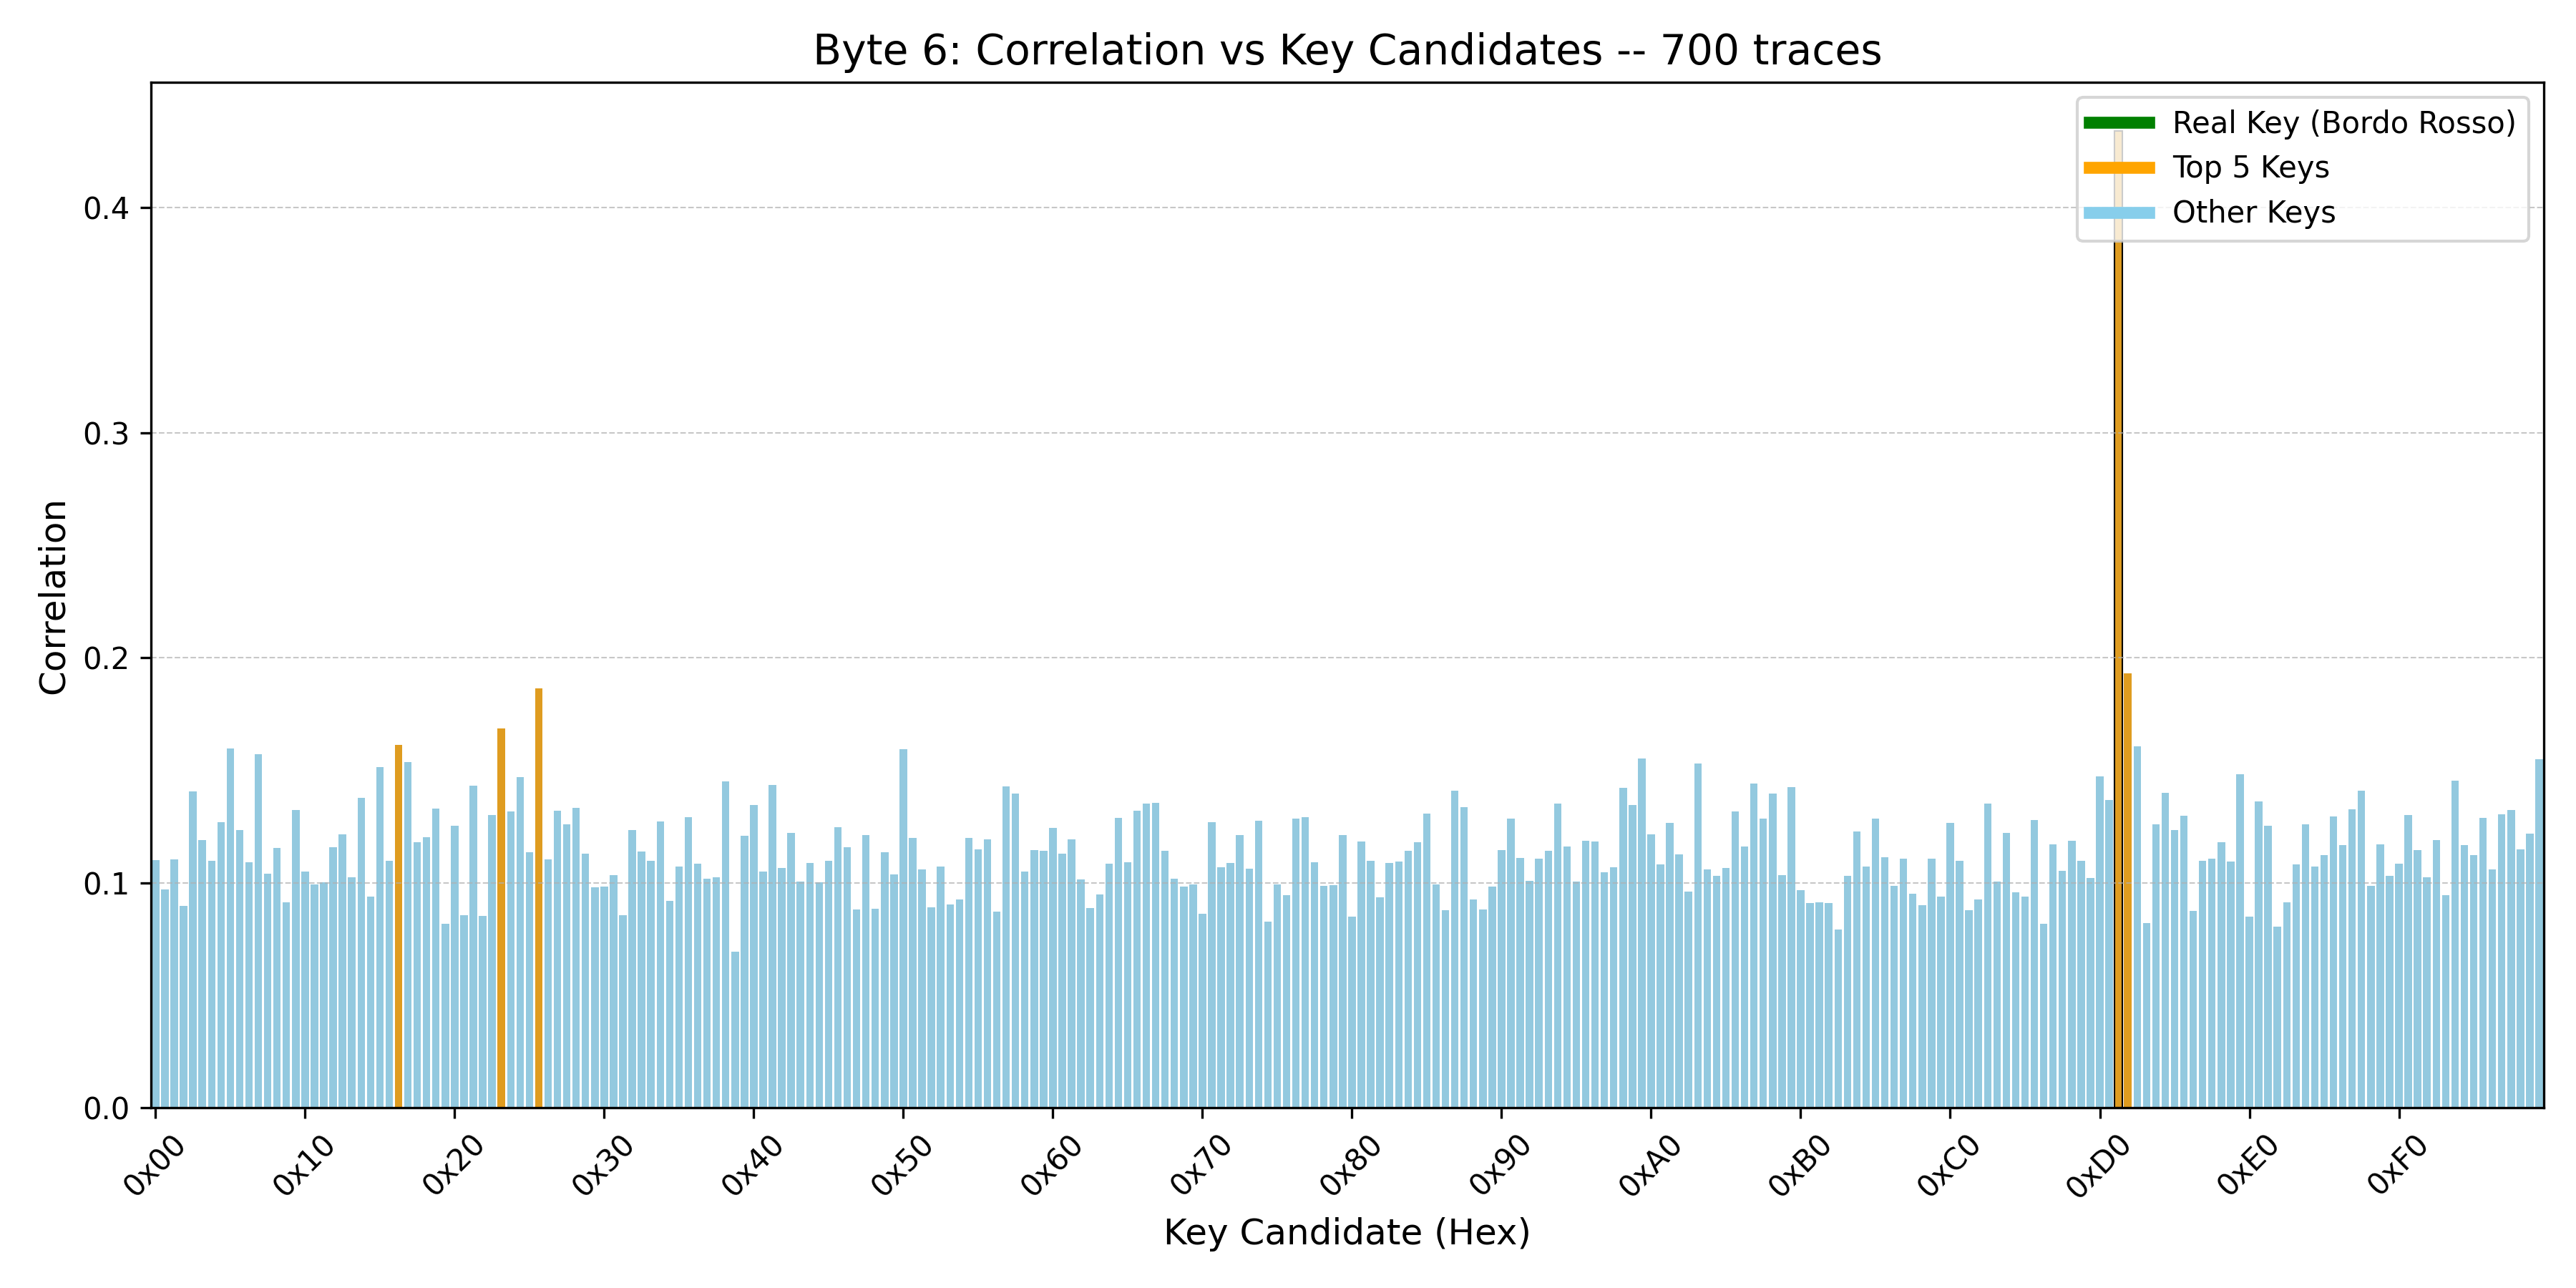 Byte 6: Correlation vs Key Candidates -- 700 traces
Real Key (Bordo Rosso)
Top 5 Keys
Other Keys
Correlation
0.4
0.3
0.2
0.1
0.0
0x00 0x10 0x20 0x30 0x40 0x50 0x60 0x70 0x80 0x90 0xA0 0xB0 0xC0 0xD0 0xE0 0xF0
Key Candidate (Hex)